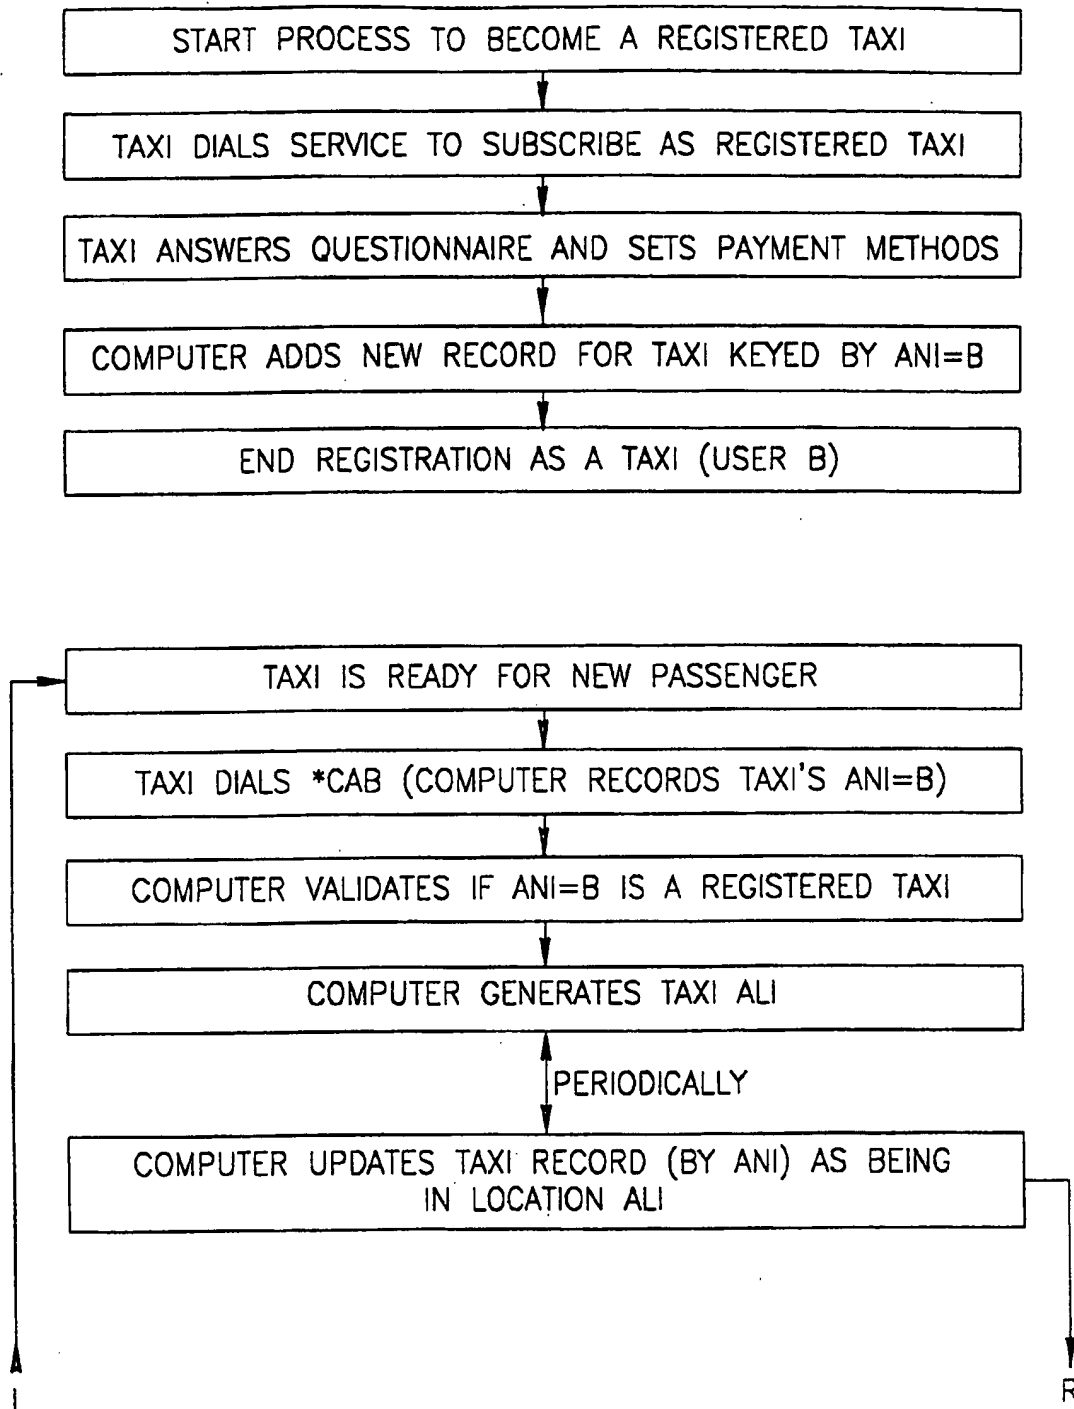 START PROCESS TO BECOME A REGISTERED TAXI
TAXI DIALS SERVICE TO SUBSCRIBE AS REGISTERED TAXI
TAXI ANSWERS QUESTIONNAIRE AND SETS PAYMENT METHODS
COMPUTER ADDS NEW RECORD FOR TAXI KEYED BY ANI=B
END REGISTRATION AS A TAXI (USER B)
TAXI IS READY FOR NEW PASSENGER
TAXI DIALS *CAB (COMPUTER RECORDS TAXI'S ANI=B)
COMPUTER VALIDATES IF ANI=B IS A REGISTERED TAXI
COMPUTER GENERATES TAXI ALI
PERIODICALLY
COMPUTER UPDATES TAXI RECORD (BY ANI) AS BEING
IN LOCATION ALI